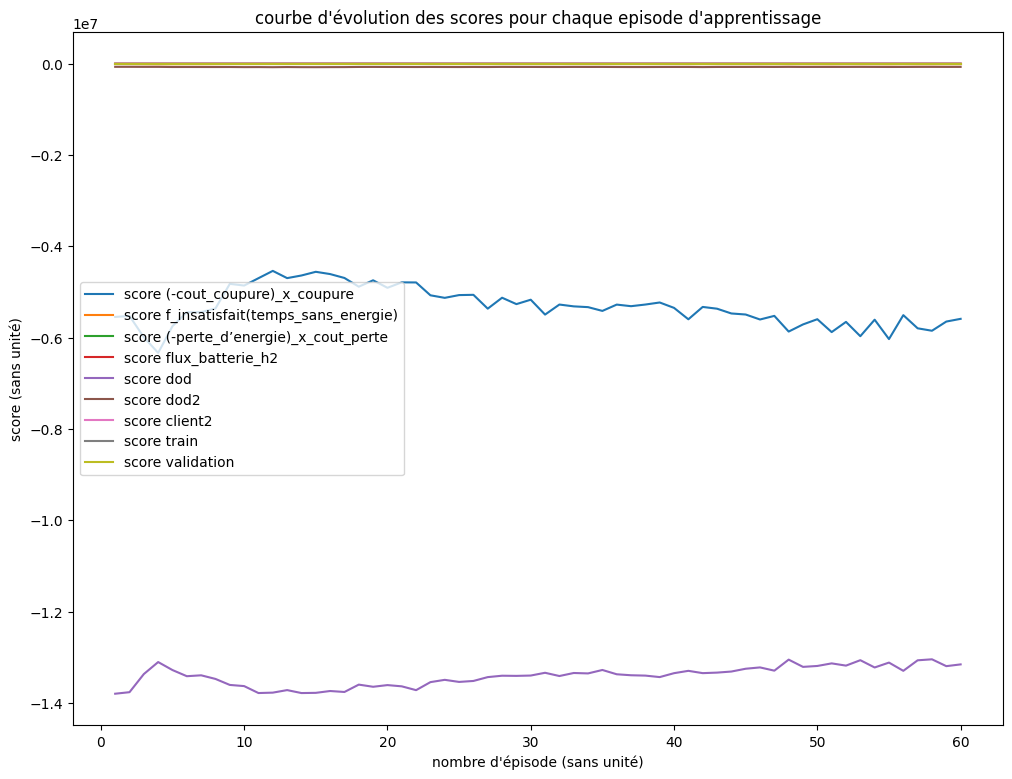 courbe d'évolution des scores pour chaque episode d'apprentissage
1e7
0.0
−0.2
−0.4
−0.6
−0.8
−1.0
−1.2
−1.4
score (sans unité)
score (-cout_coupure)_x_coupure
score f_insatisfait(temps_sans_energie)
score (-perte_d’energie)_x_cout_perte
score flux_batterie_h2
score dod
score dod2
score client2
score train
score validation
0 10 20 30 40 50 60
nombre d'épisode (sans unité)